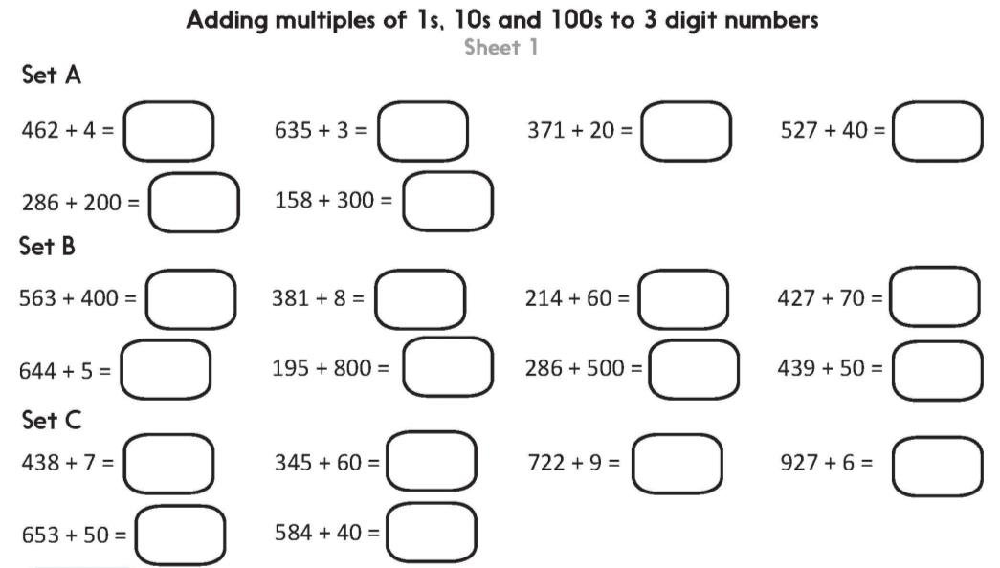 Adding multiples of 1s, 10s and 100s to 3 digit numbers
Sheet 1
Set A
462 + 4 = 635 + 3 = 371 + 20 = 527 + 40 =
286 + 200 = 158 + 300 =
Set B
563 + 400 = 381 + 8 = 214 + 60 = 427 + 70 =
644 + 5 = 195 + 800 = 286 + 500 = 439 + 50 =
Set C
438 + 7 = 345 + 60 = 722 + 9 = 927 + 6 =
653 + 50 = 584 + 40 =